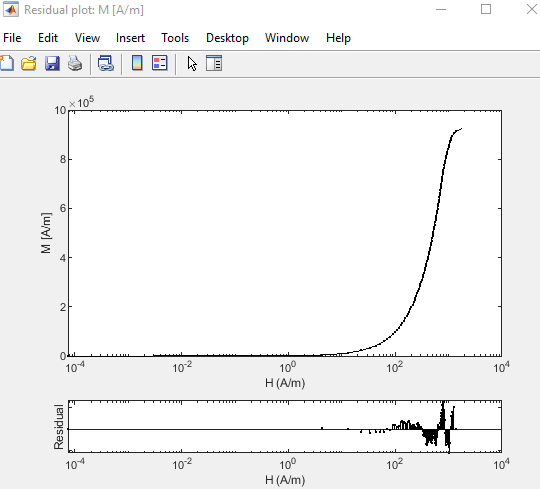 Residual plot: M [A/m]
File Edit View Insert Tools Desktop Window Help
×10^5
10
8
6
4
2
0
M [A/m]
10^-4 10^-2 10^0 10^2 10^4
H (A/m)
Residual
10^-4 10^-2 10^0 10^2 10^4
H (A/m)